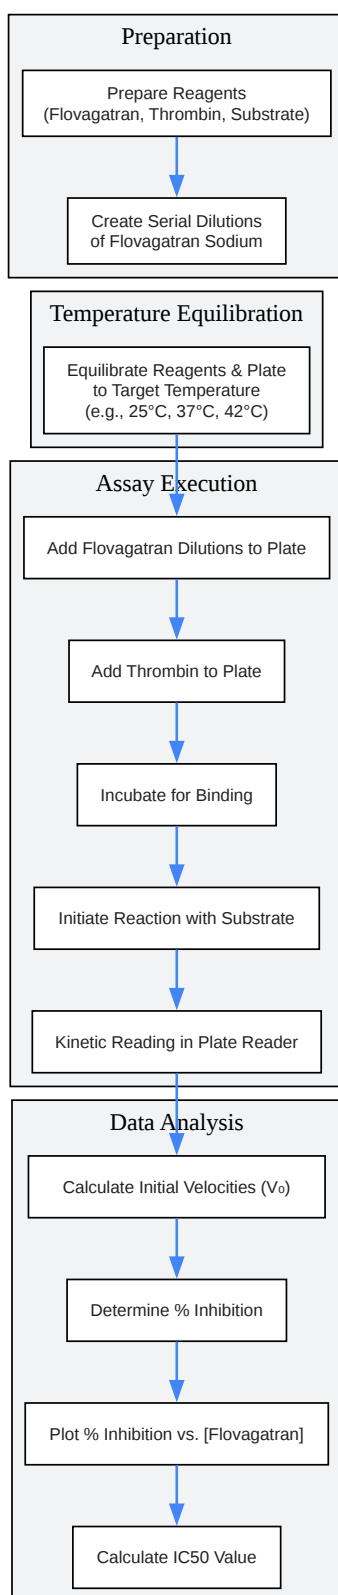 Preparation
Prepare Reagents
(Flovagatran, Thrombin, Substrate)
Create Serial Dilutions
of Flovagatran Sodium
Temperature Equilibration
Equilibrate Reagents & Plate
to Target Temperature
(e.g., 25°C, 37°C, 42°C)
Assay Execution
Add Flovagatran Dilutions to Plate
Add Thrombin to Plate
Incubate for Binding
Initiate Reaction with Substrate
Kinetic Reading in Plate Reader
Data Analysis
Calculate Initial Velocities (V₀)
Determine % Inhibition
Plot % Inhibition vs. [Flovagatran]
Calculate IC50 Value